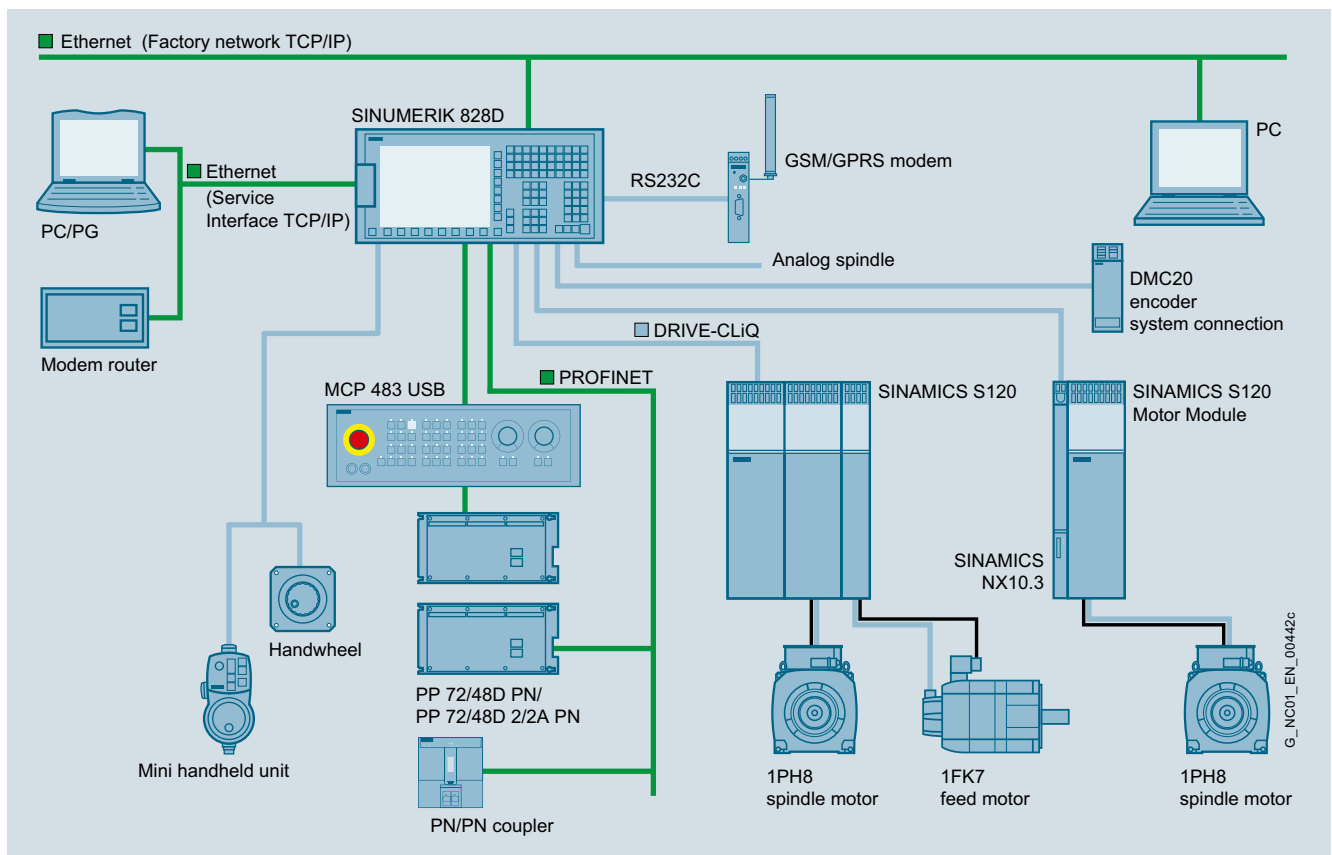 Ethernet (Factory network TCP/IP)
SINUMERIK 828D
PC
GSM/GPRS modem
Ethernet
(Service
Interface TCP/IP)
RS232C
PC/PG
Analog spindle
DMC20
encoder
system connection
Modem router
DRIVE-CLiQ
PROFINET
MCP 483 USB
SINAMICS S120
SINAMICS S120
Motor Module
SINAMICS
NX10.3
Handwheel
PP 72/48D PN/
PP 72/48D 2/2A PN
Mini handheld unit
PN/PN coupler
1PH8
spindle motor
1FK7
feed motor
1PH8
spindle motor
G_NC01_EN_00442c